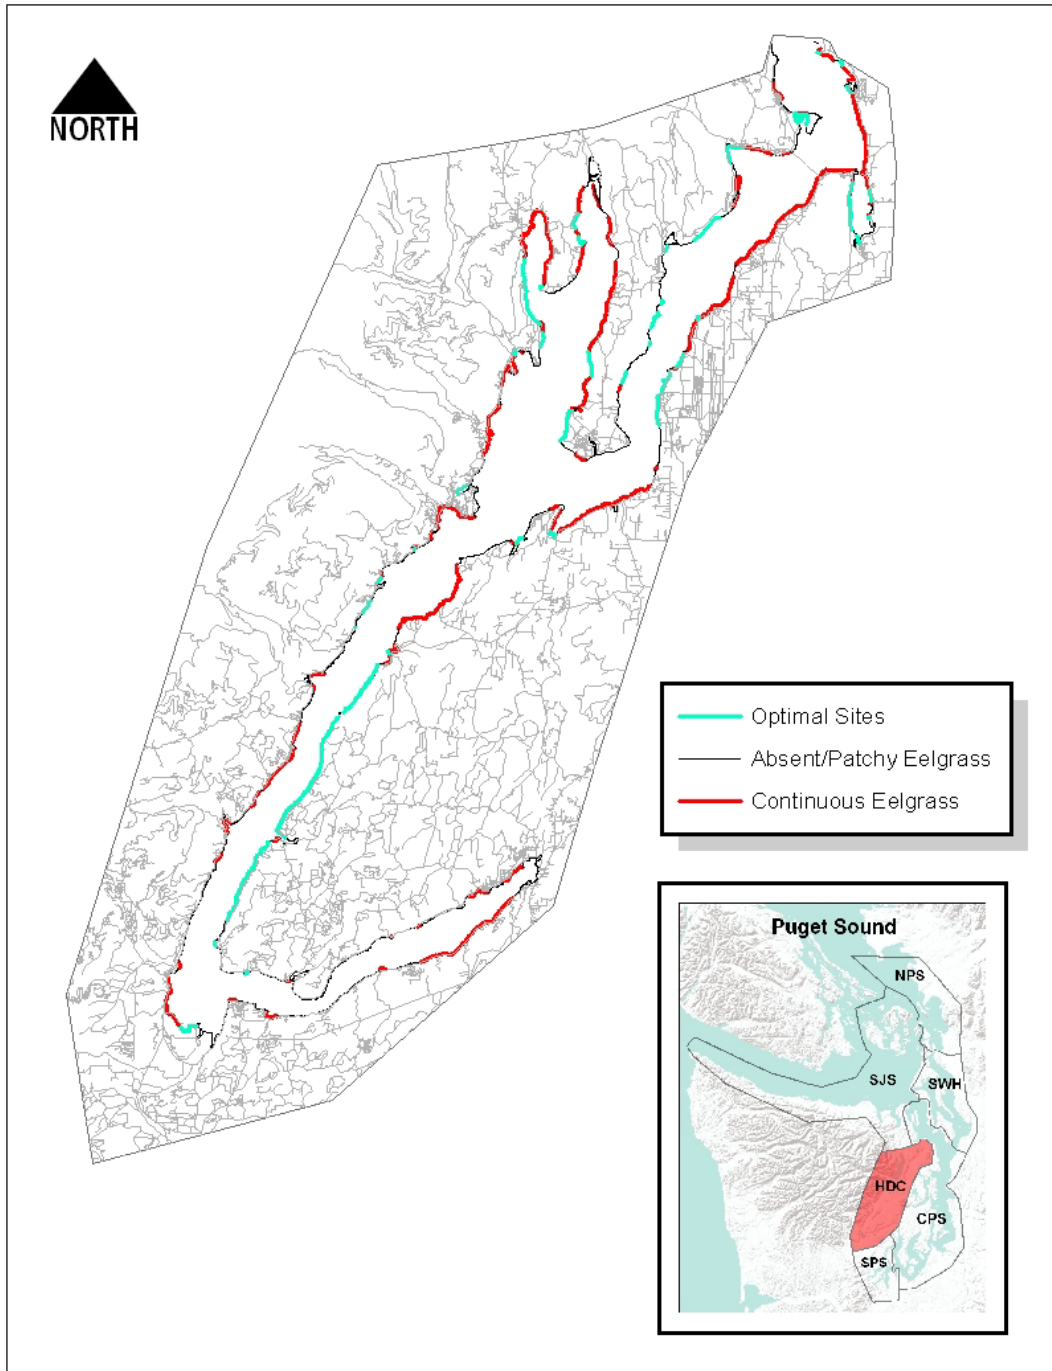 NORTH
Optimal Sites
Absent/Patchy Eelgrass
Continuous Eelgrass
Puget Sound
NPS
SJS
SWH
HDC
CPS
SPS